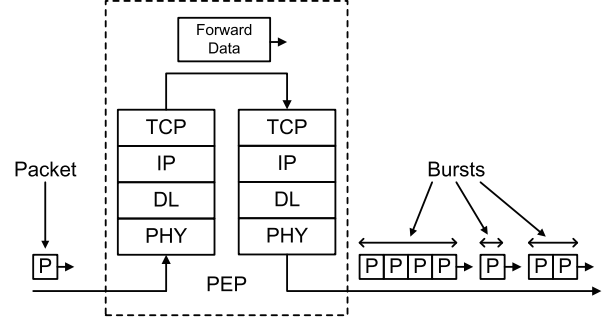 Forward
Data
TCP
IP
DL
PHY
TCP
IP
DL
PHY
Packet
P
PEP
Bursts
P P P P
P
P P